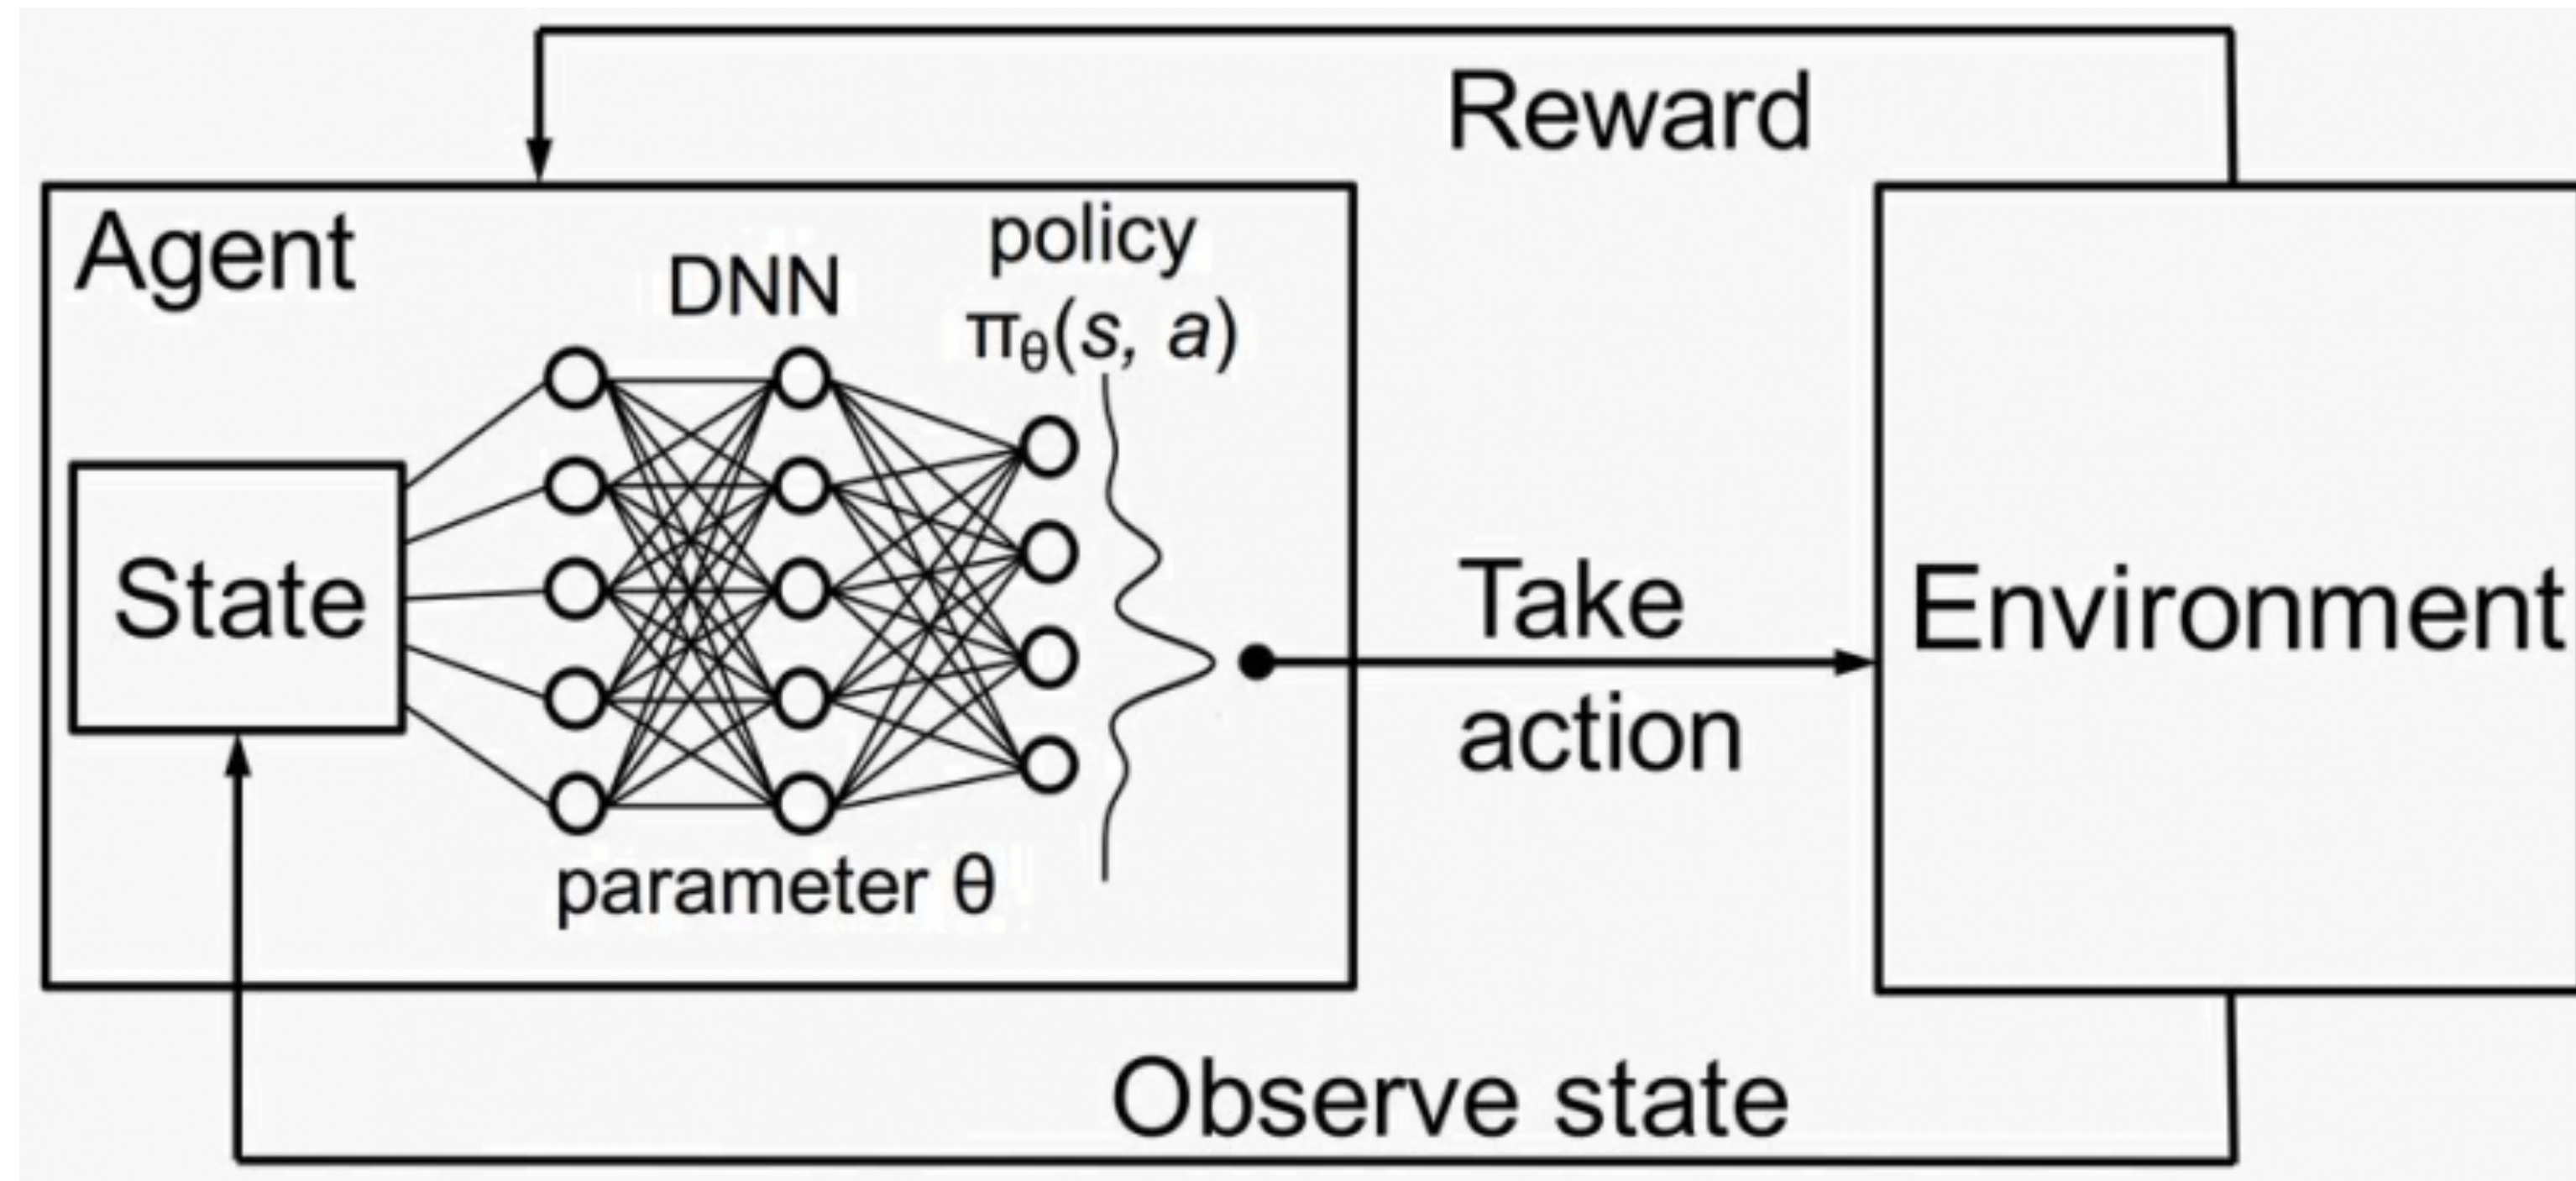 Reward
Agent
policy
DNN
πθ(s, a)
State
Take
action
Environment
parameter θ
Observe state